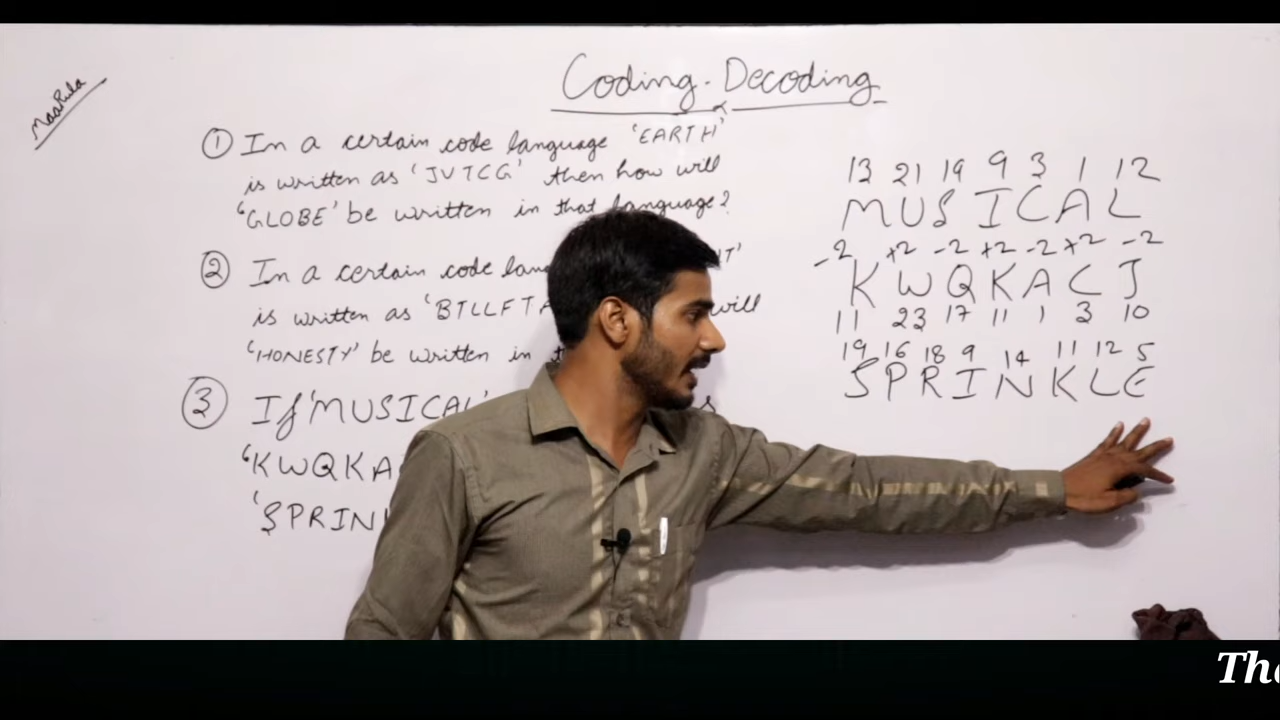 MaaRula
Coding-Decoding
① In a certain code language 'EARTH'
is written as 'JVTCG' then how will
'GLOBE' be written in that language?
② In a certain code
is written as 'BTLLFT will
'HONESTY' be written in
③ If 'MUSICAL'
'KWQKA
'SPRIN
13 21 19 9 3 1 12
MUSICAL
-2 +2 -2 +2 -2 +2 -2
K W Q K A C J
11 23 17 11 1 3 10
19 16 18 9 14 11 12 5
SPRINKLE